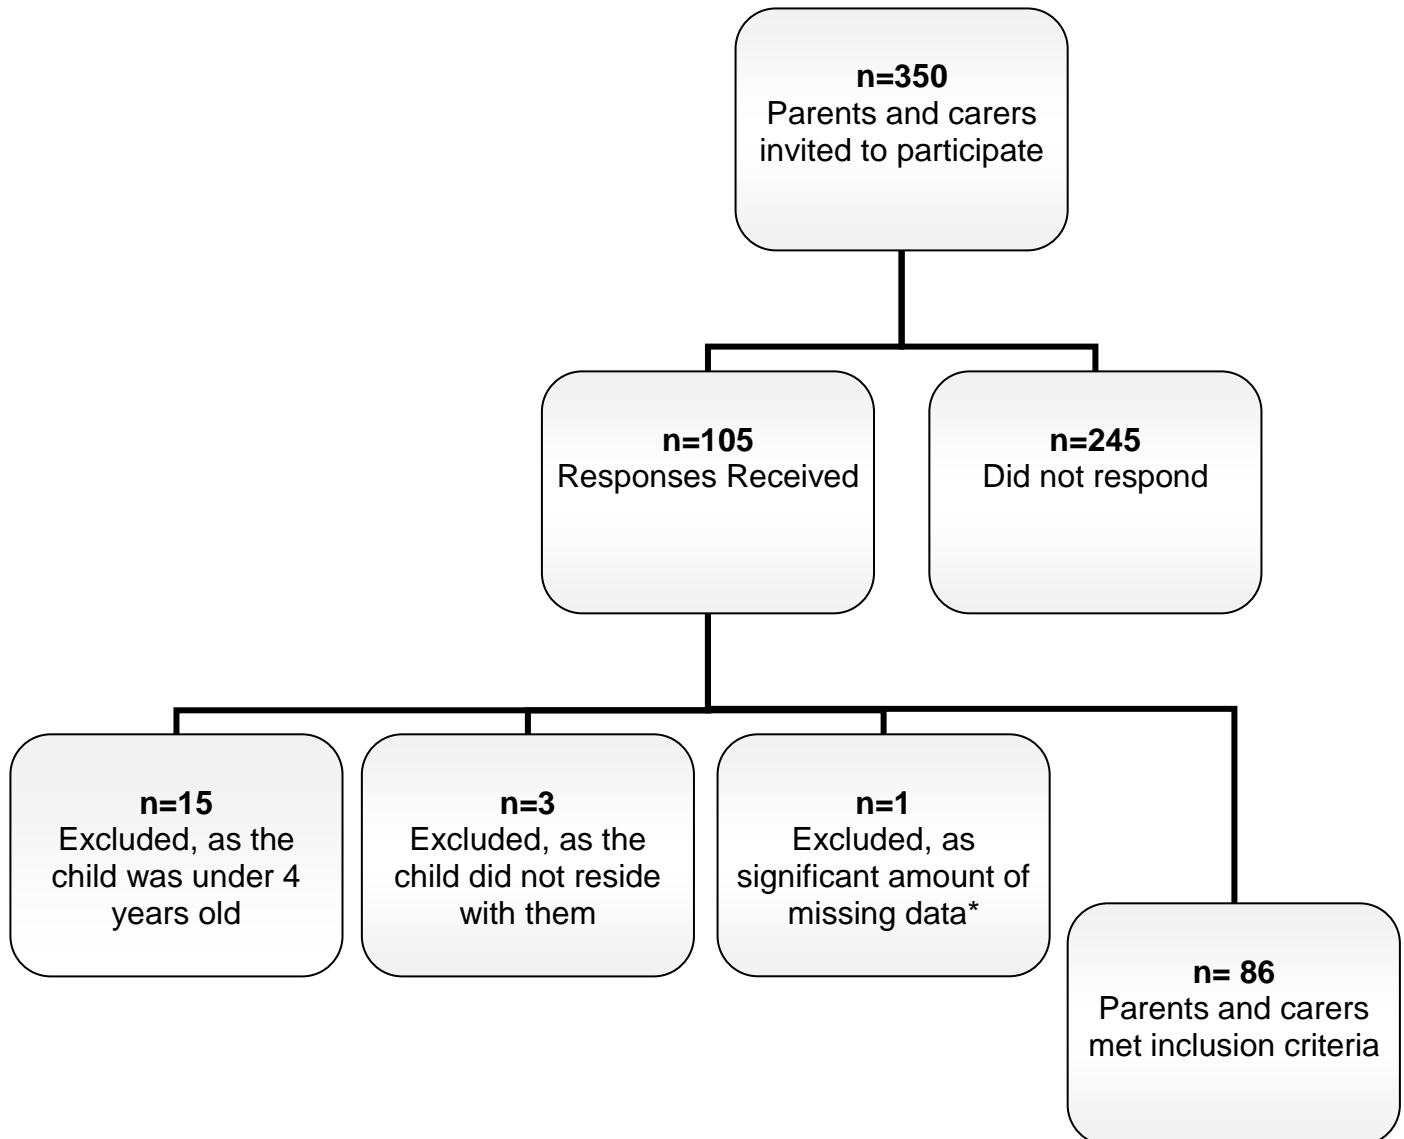 n=350
Parents and carers
invited to participate
n=105
Responses Received
n=245
Did not respond
n=15
Excluded, as the
child was under 4
years old
n=3
Excluded, as the
child did not reside
with them
n=1
Excluded, as
significant amount of
missing data*
n= 86
Parents and carers
met inclusion criteria